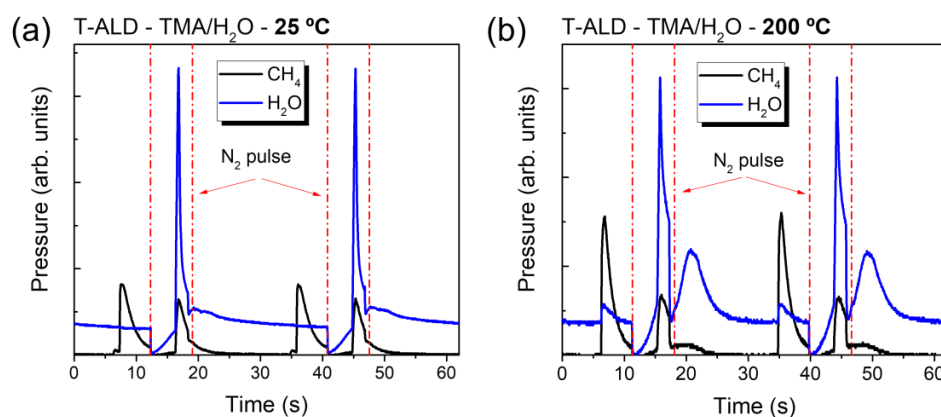 (a) T-ALD - TMA/H₂O - 25 ºC
CH₄
H₂O
N₂ pulse
Pressure (arb. units)
0 10 20 30 40 50 60
Time (s)
(b) T-ALD - TMA/H₂O - 200 ºC
CH₄
H₂O
N₂ pulse
Pressure (arb. units)
0 10 20 30 40 50 60
Time (s)